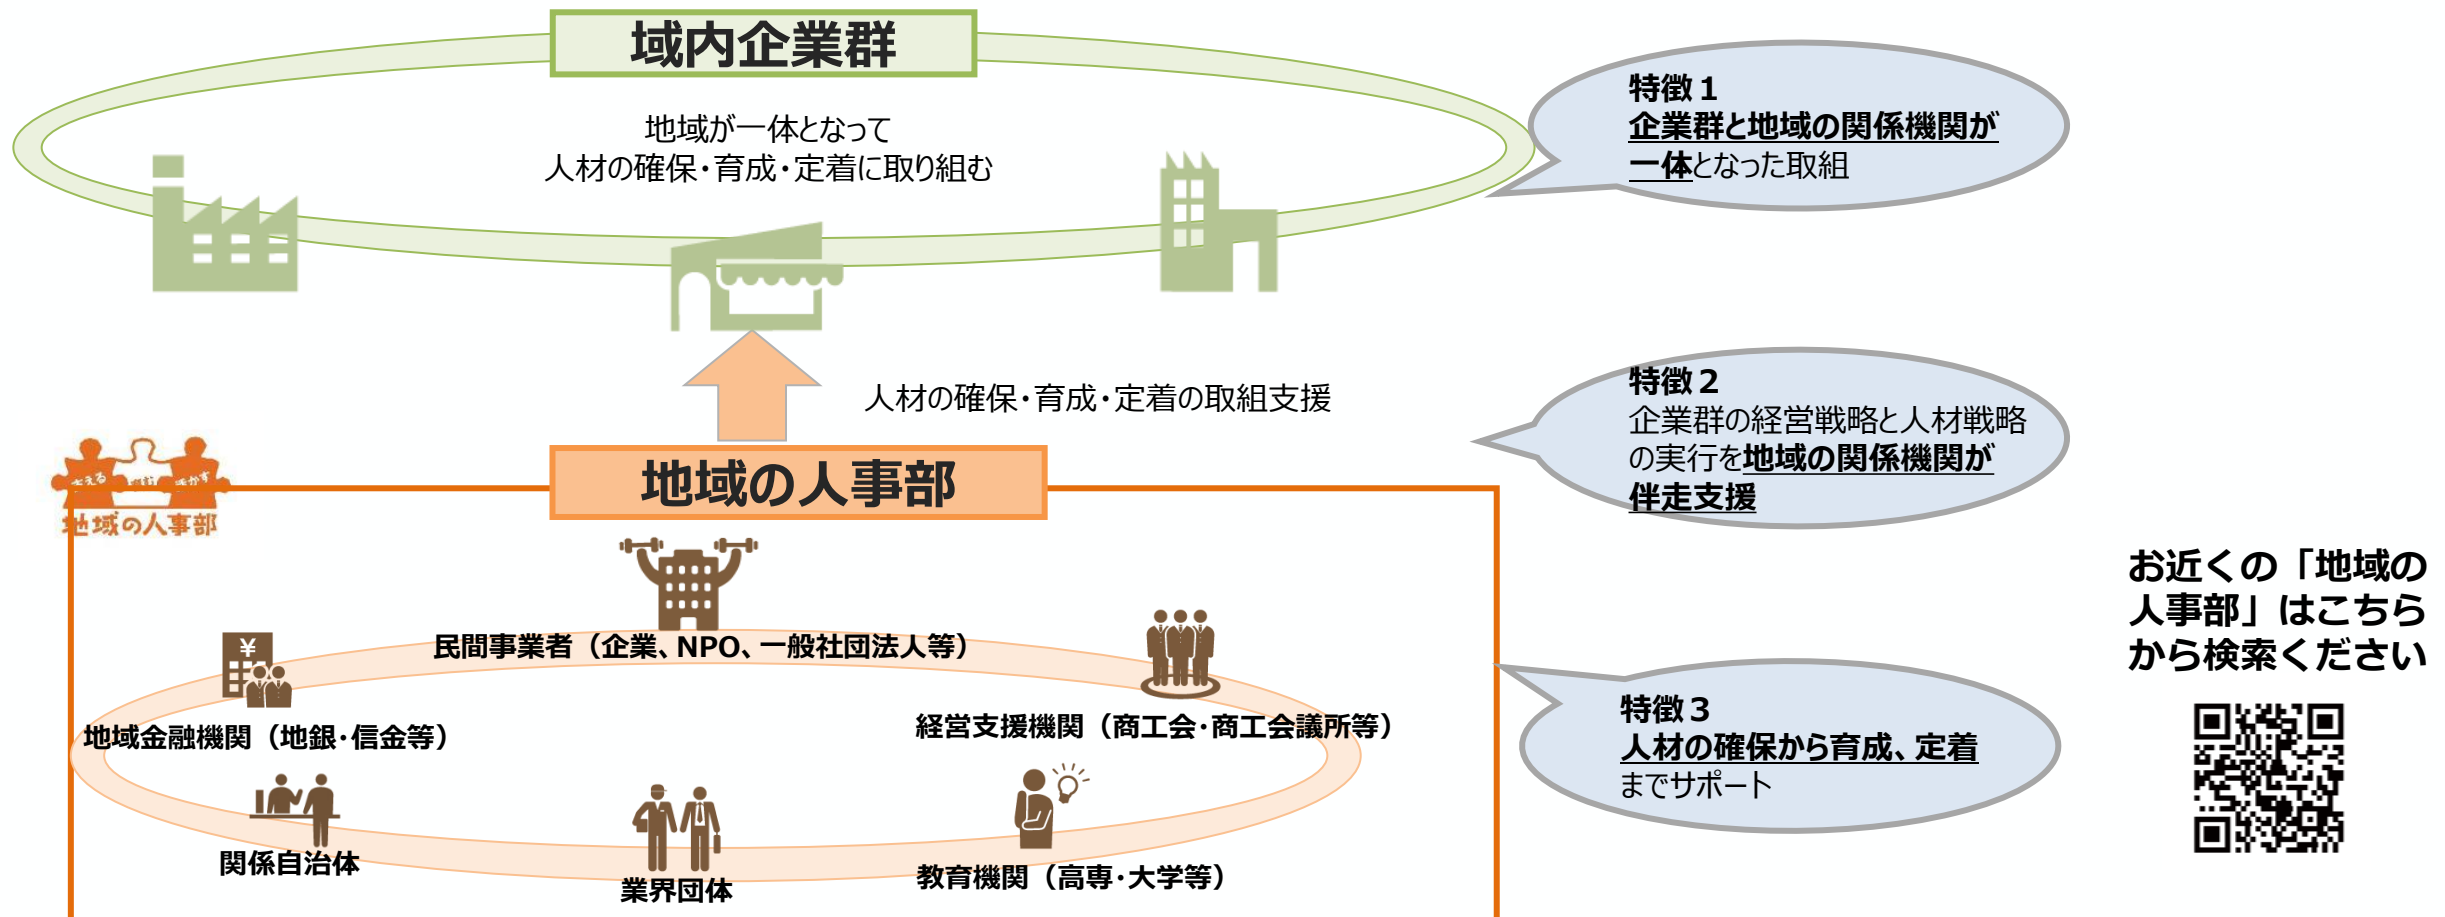 域内企業群
地域が一体となって
人材の確保・育成・定着に取り組む
特徴１
企業群と地域の関係機関が
一体となった取組
人材の確保・育成・定着の取組支援
特徴２
企業群の経営戦略と人材戦略
の実行を地域の関係機関が
伴走支援
地域の人事部
地域の人事部
民間事業者（企業、NPO、一般社団法人等）
¥
地域金融機関（地銀・信金等）
経営支援機関（商工会・商工会議所等）
関係自治体
業界団体
教育機関（高専・大学等）
特徴３
人材の確保から育成、定着
までサポート
お近くの「地域の
人事部」はこちら
から検索ください